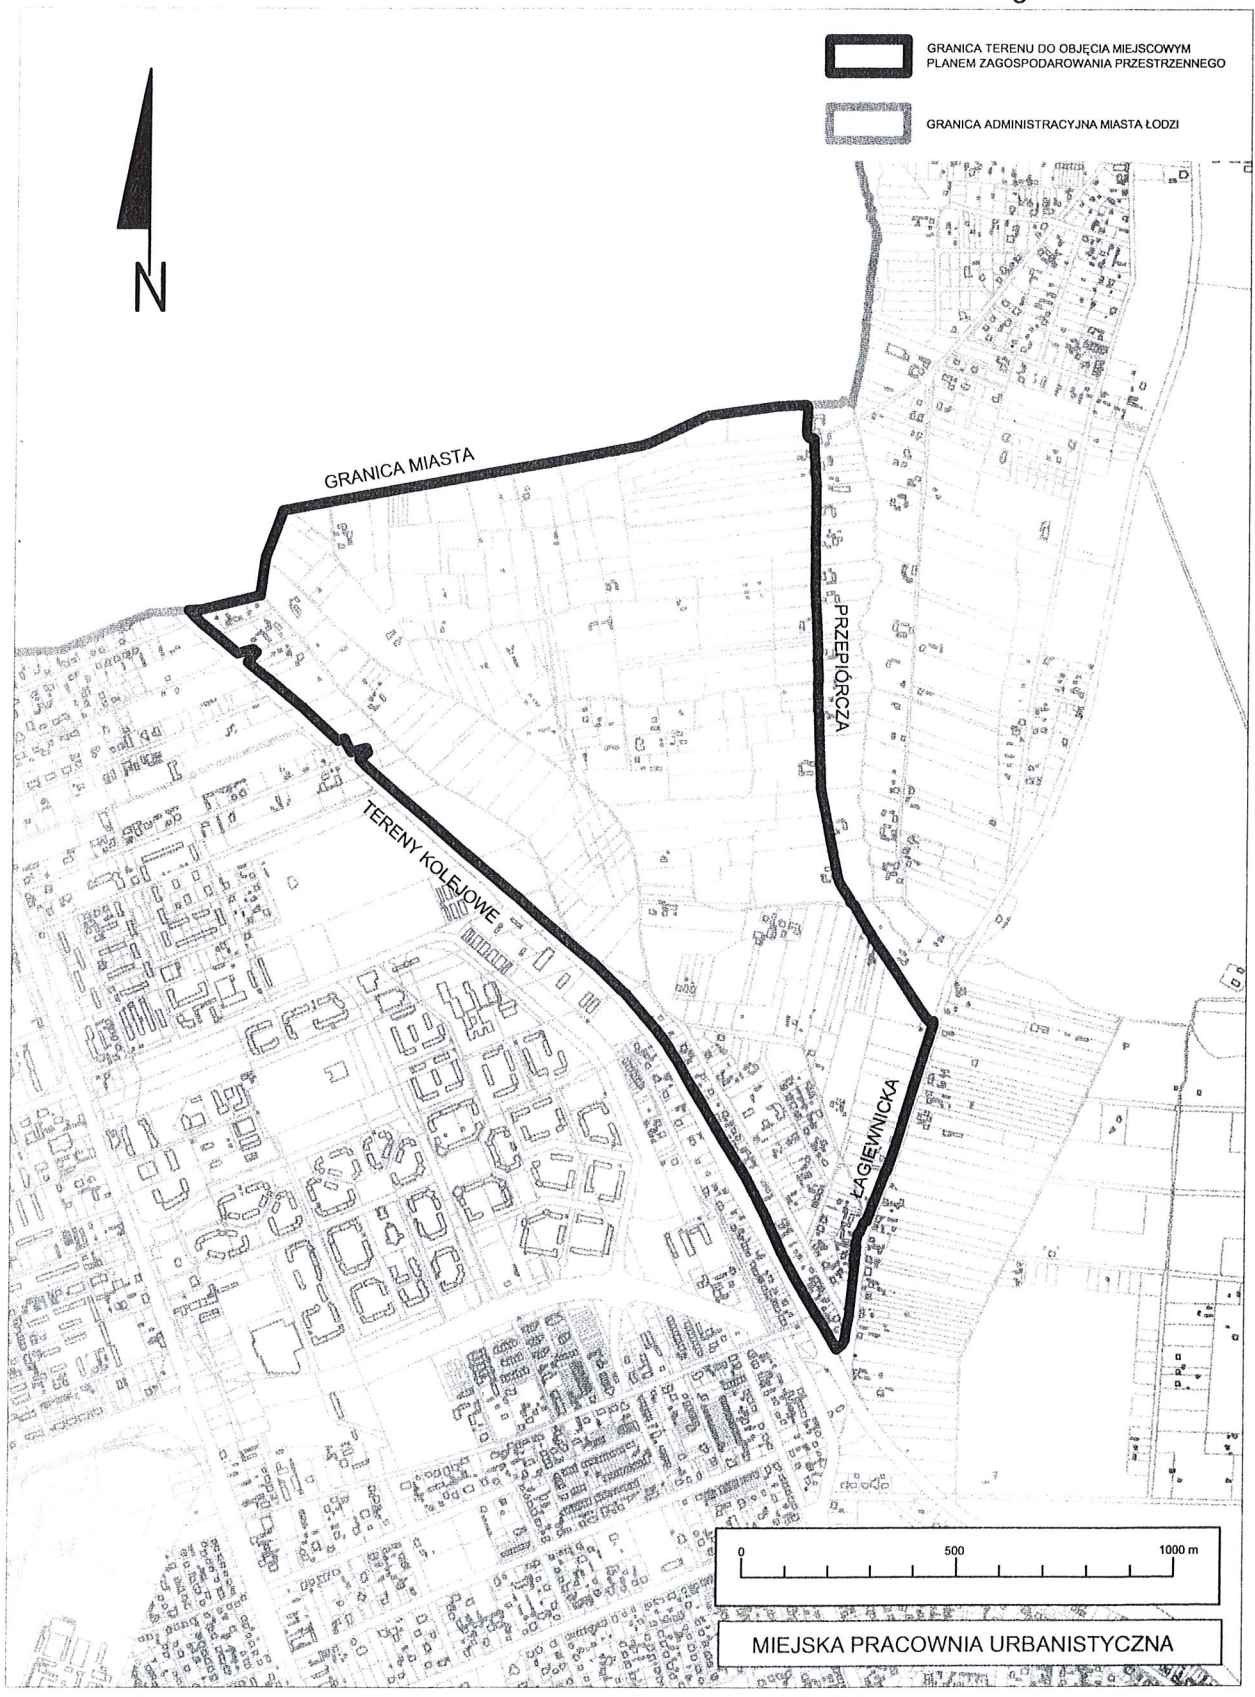 GRANICA TERENU DO OBJĘCIA MIEJSCOWYM
PLANEM ZAGOSPODAROWANIA PRZESTRZENNEGO
GRANICA ADMINISTRACYJNA MIASTA ŁODZI
N
GRANICA MIASTA
PRZEPIÓRCZA
TERENY KOLEJOWE
ŁAGIEWNICKA
0 500 1000 m
MIEJSKA PRACOWNIA URBANISTYCZNA